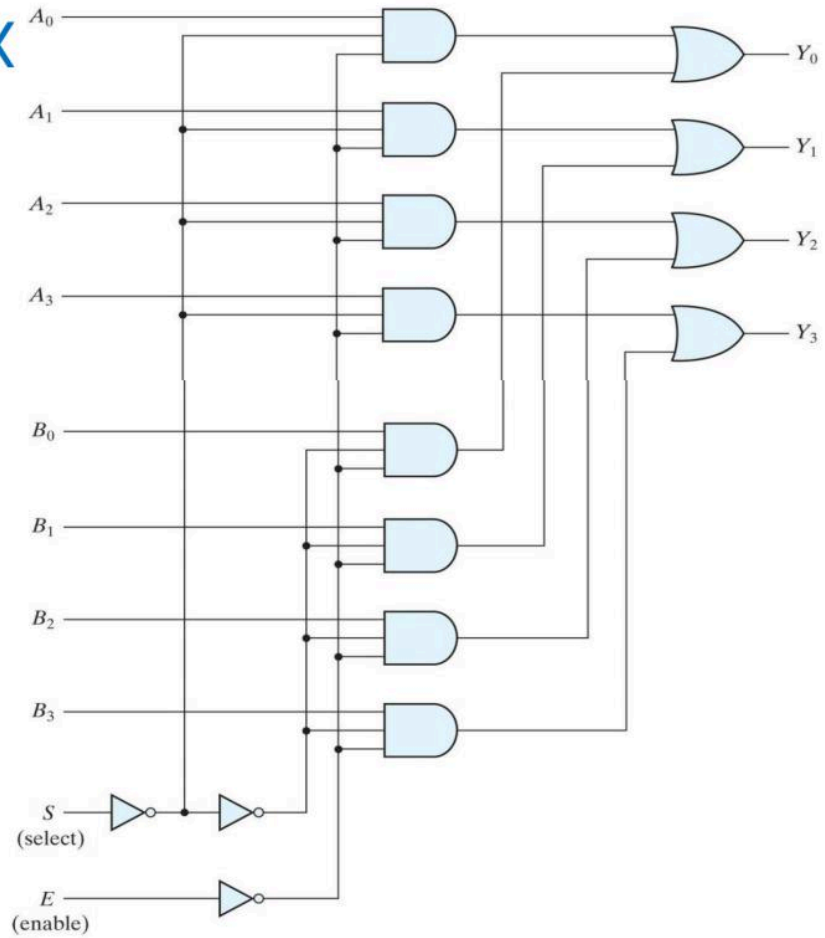 X
A₀
Y₀
A₁
Y₁
A₂
Y₂
A₃
Y₃
B₀
B₁
B₂
B₃
S
(select)
E
(enable)